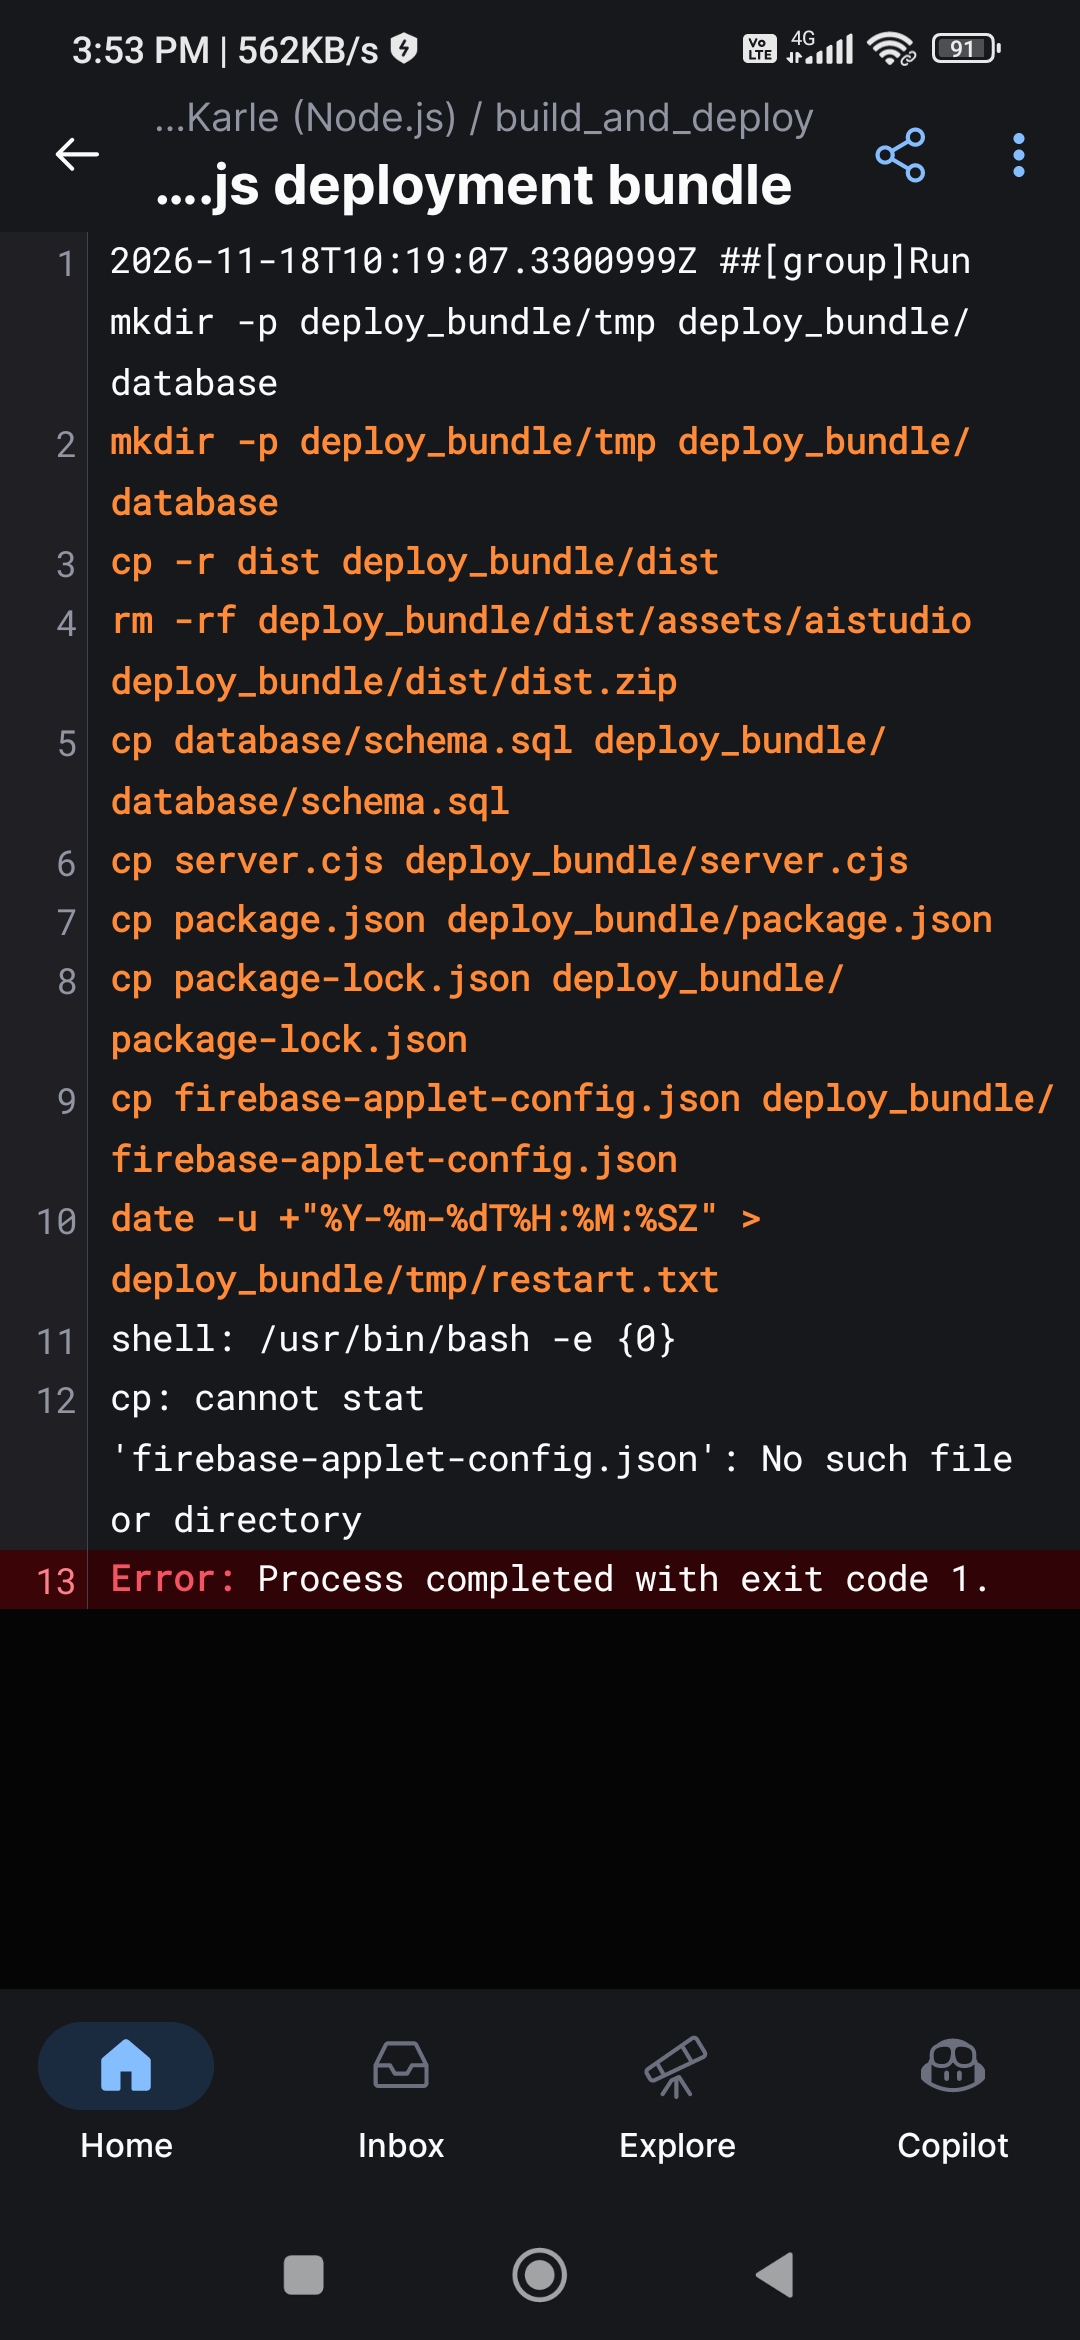 3:53 PM | 562KB/s
Vo LTE 4G 91
...Karle (Node.js) / build_and_deploy
....js deployment bundle
1 2026-11-18T10:19:07.3300999Z ##[group]Run
mkdir -p deploy_bundle/tmp deploy_bundle/
database
2 mkdir -p deploy_bundle/tmp deploy_bundle/
database
3 cp -r dist deploy_bundle/dist
4 rm -rf deploy_bundle/dist/assets/aistudio
deploy_bundle/dist/dist.zip
5 cp database/schema.sql deploy_bundle/
database/schema.sql
6 cp server.cjs deploy_bundle/server.cjs
7 cp package.json deploy_bundle/package.json
8 cp package-lock.json deploy_bundle/
package-lock.json
9 cp firebase-applet-config.json deploy_bundle/
firebase-applet-config.json
10 date -u +"%Y-%m-%dT%H:%M:%SZ" >
deploy_bundle/tmp/restart.txt
11 shell: /usr/bin/bash -e {0}
12 cp: cannot stat
'firebase-applet-config.json': No such file
or directory
13 Error: Process completed with exit code 1.
Home Inbox Explore Copilot